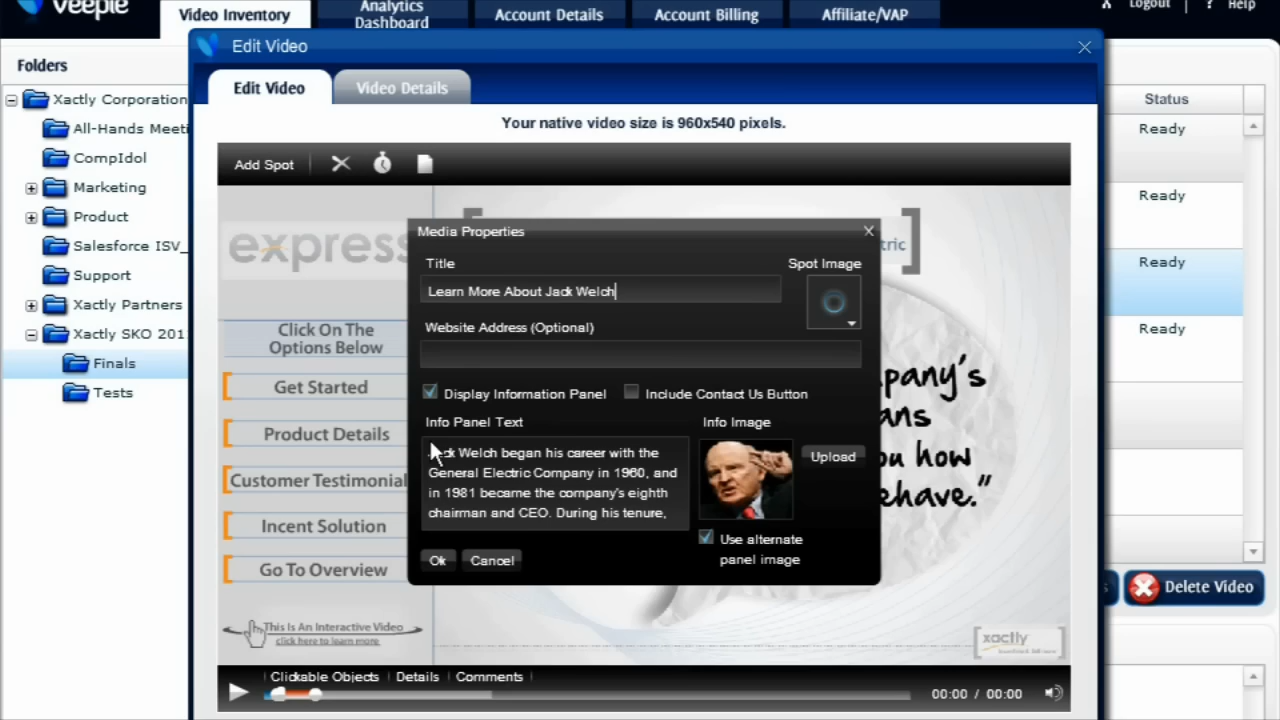 veeple
Video Inventory
Analytics
Dashboard
Account Details
Account Billing
Affiliate/VAP
Logout
?
Help
Folders
Edit Video
Edit Video
Video Details
Status
Your native video size is 960x540 pixels.
Xactly Corporation
All-Hands Meeti
CompIdol
Marketing
Product
Salesforce ISV_
Support
Xactly Partners
Xactly SKO 201
Finals
Tests
Ready
Ready
Ready
Ready
Add Spot
express
tric
Click On The
Options Below
Get Started
Product Details
Customer Testimonial
Incent Solution
Go To Overview
This Is An Interactive Video
click here to learn more
Media Properties
Title
Spot Image
Learn More About Jack Welch
Website Address (Optional)
Display Information Panel
Include Contact Us Button
Info Panel Text
Info Image
Welch began his career with the
General Electric Company in 1960, and
in 1981 became the company's eighth
chairman and CEO. During his tenure,
Upload
Use alternate
panel image
Ok
Cancel
pany's
ans
u how
ehave."
xactly
Delete Video
Clickable Objects
Details
Comments
00:00 / 00:00